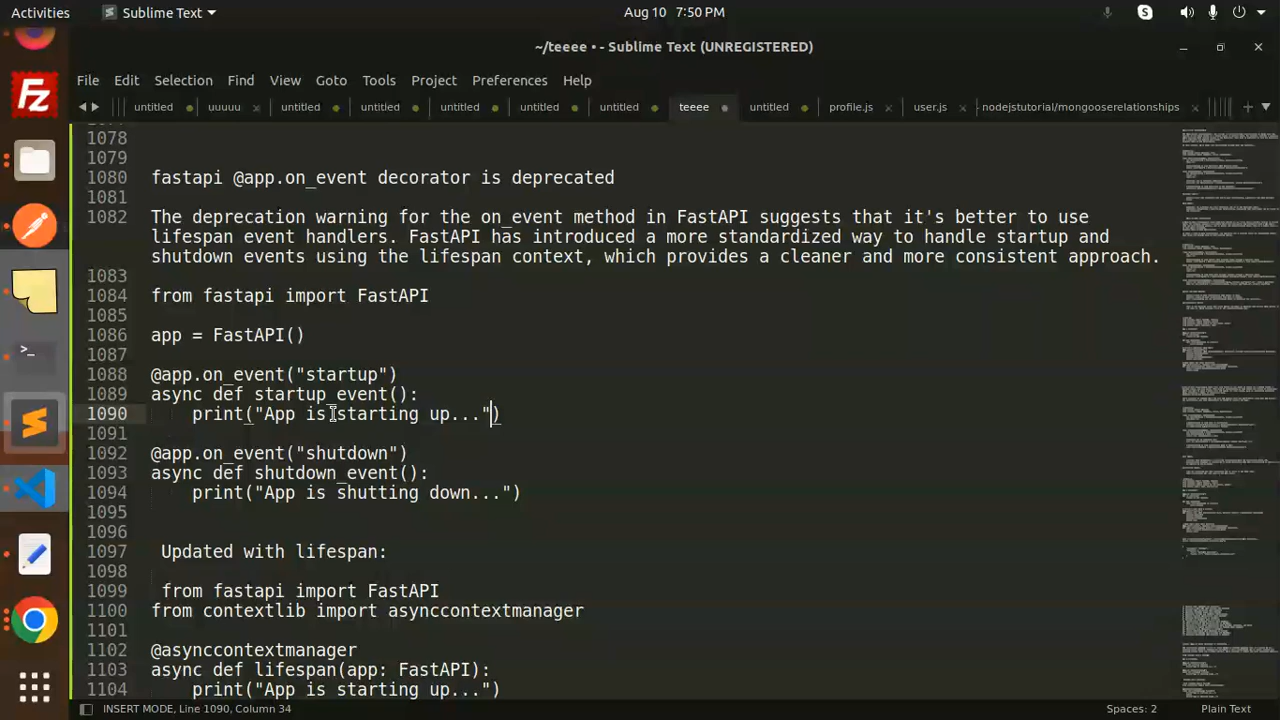 Activities
Sublime Text
Aug 10 7:50 PM
~/teeee • - Sublime Text (UNREGISTERED)
File Edit Selection Find View Goto Tools Project Preferences Help
untitled uuuuu untitled untitled untitled untitled untitled teeee untitled profile.js user.js nodejstutorial/mongooserelationships
1078
1079
1080 fastapi @app.on_event decorator is deprecated
1081
1082 The deprecation warning for the on_event method in FastAPI suggests that it's better to use
lifespan event handlers. FastAPI has introduced a more standardized way to handle startup and
shutdown events using the lifespan context, which provides a cleaner and more consistent approach.
1083
1084 from fastapi import FastAPI
1085
1086 app = FastAPI()
1087
1088 @app.on_event("startup")
1089 async def startup_event():
1090 print("App is starting up...")
1091
1092 @app.on_event("shutdown")
1093 async def shutdown_event():
1094 print("App is shutting down...")
1095
1096
1097 Updated with lifespan:
1098
1099 from fastapi import FastAPI
1100 from contextlib import asynccontextmanager
1101
1102 @asynccontextmanager
1103 async def lifespan(app: FastAPI):
1104 print("App is starting up...")
INSERT MODE, Line 1090, Column 34
Spaces: 2
Plain Text